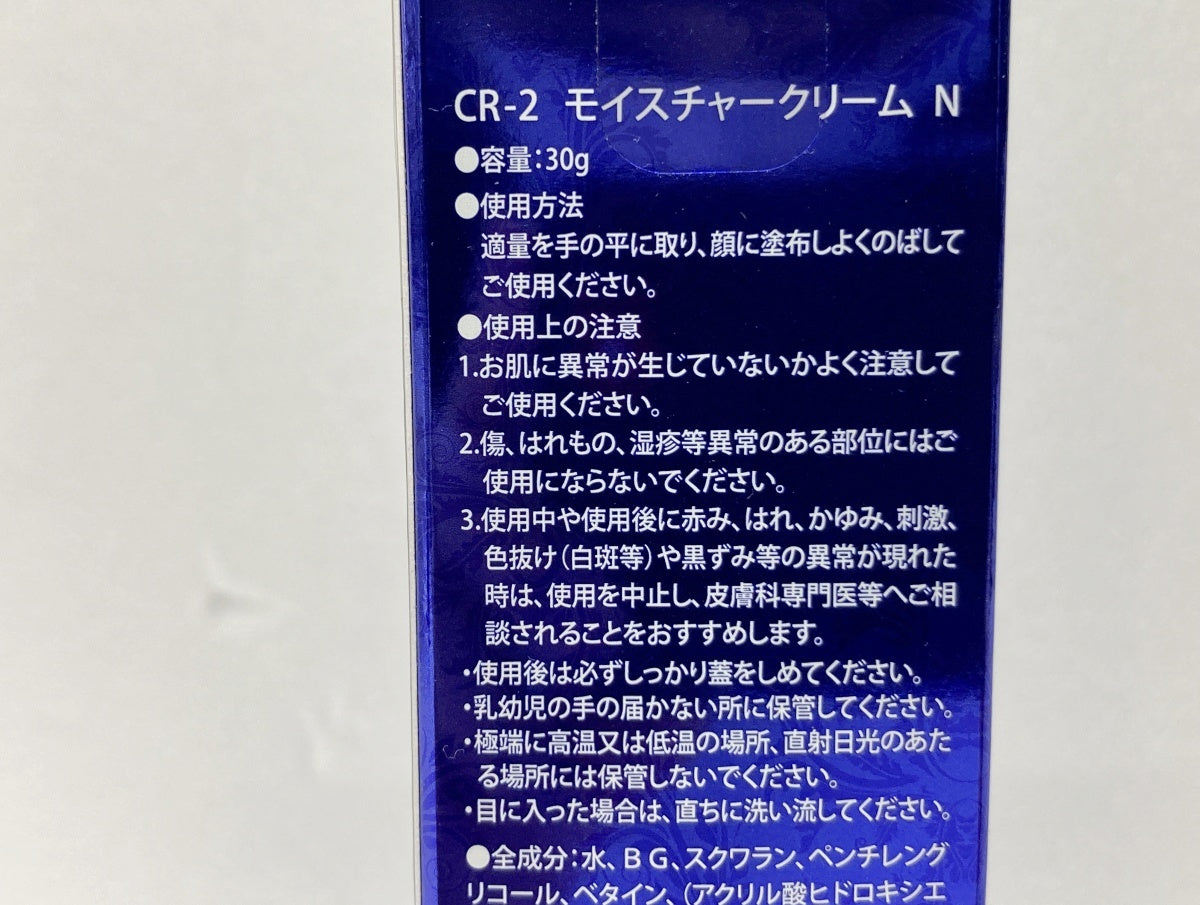 CR-2 モイスチャークリーム N
●容量：30g
●使用方法
適量を手の平に取り、顔に塗布しよくのばして
ご使用ください。
●使用上の注意
1.お肌に異常が生じていないかよく注意して
ご使用ください。
2.傷、はれもの、湿疹等異常のある部位にはご
使用にならないでください。
3.使用中や使用後に赤み、はれ、かゆみ、刺激、
色抜け（白斑等）や黒ずみ等の異常が現れた
時は、使用を中止し、皮膚科専門医等へご相
談されることをおすすめします。
・使用後は必ずしっかり蓋をしめてください。
・乳幼児の手の届かない所に保管してください。
・極端に高温又は低温の場所、直射日光のあた
る場所には保管しないでください。
・目に入った場合は、直ちに洗い流してください。
●全成分：水、ＢＧ、スクワラン、ペンチレング
リコール、ベタイン、（アクリル酸ヒドロキシエ